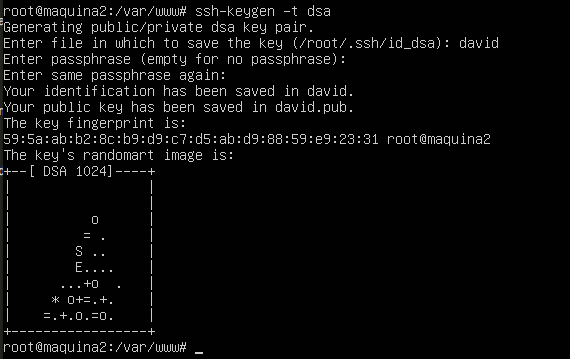 root@maquina2:/var/www# ssh-keygen -t dsa
Generating public/private dsa key pair.
Enter file in which to save the key (/root/.ssh/id_dsa): david
Enter passphrase (empty for no passphrase):
Enter same passphrase again:
Your identification has been saved in david.
Your public key has been saved in david.pub.
The key fingerprint is:
59:5a:ab:b2:8c:b9:d9:c7:d5:ab:d9:88:59:e9:23:31 root@maquina2
The key's randomart image is:
+--[ DSA 1024]----+
|                 |
|                 |
|          o      |
|         = .     |
|        S ..     |
|        E....    |
|      ...+o  .   |
|     * o+=.+.    |
|    =.+.o.=o.    |
+-----------------+
root@maquina2:/var/www# _